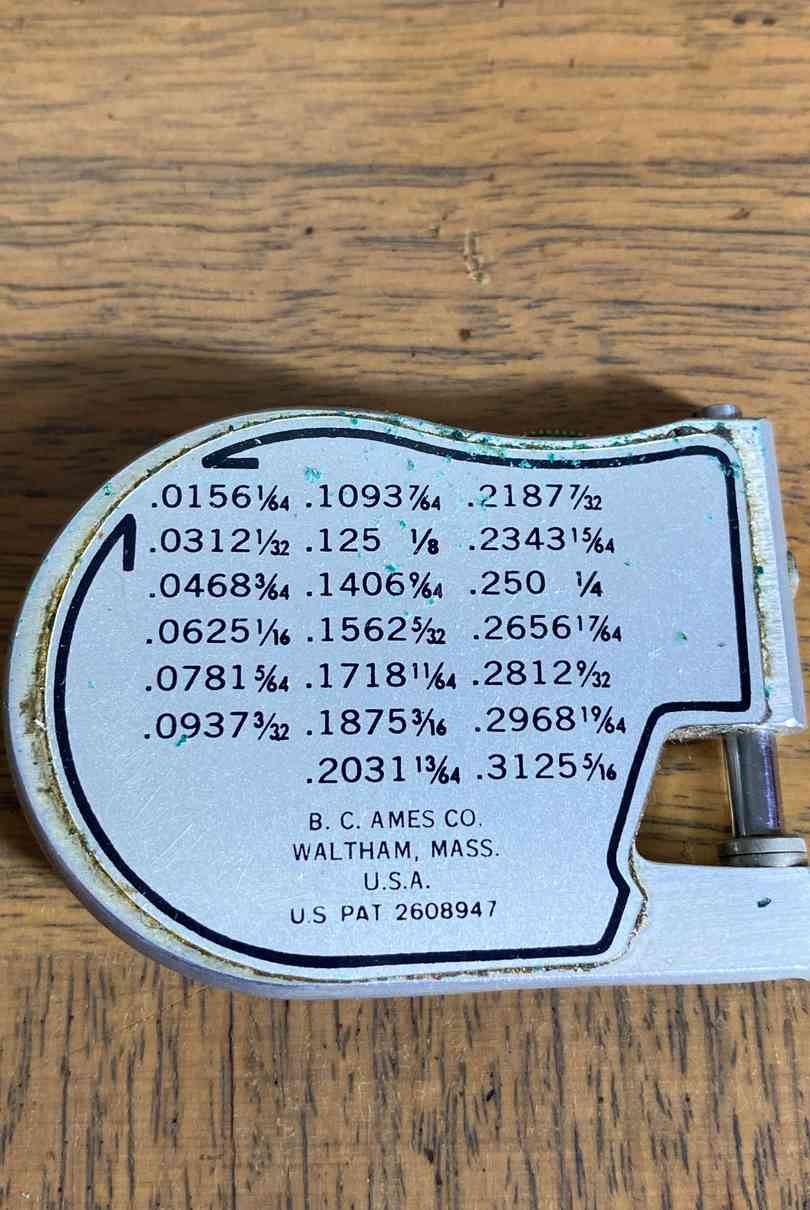 .0156 1/64 .1093 7/64 .2187 7/32
.0312 1/32 .125 1/8 .2343 15/64
.0468 3/64 .1406 9/64 .250 1/4
.0625 1/16 .1562 5/32 .2656 17/64
.0781 5/64 .1718 11/64 .2812 9/32
.0937 3/32 .1875 3/16 .2968 19/64
.2031 13/64 .3125 5/16
B. C. AMES CO.
WALTHAM, MASS.
U.S.A.
U.S PAT 2608947